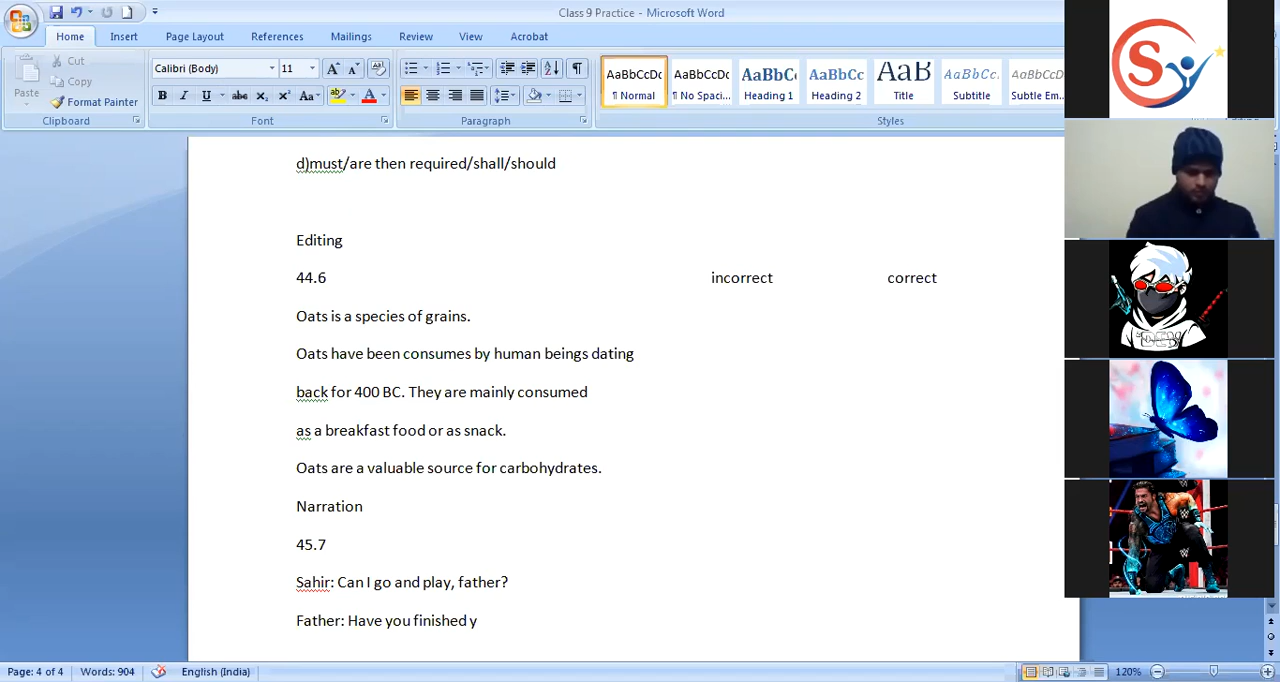 Class 9 Practice - Microsoft Word
Home Insert Page Layout References Mailings Review View Acrobat
Paste
Cut
Copy
Format Painter
Clipboard
Calibri (Body) 11
Font
Paragraph
AaBbCcDc AaBbCcDc AaBbC AaBbCc AaB AaBbCc. AaBbCcD
¶ Normal ¶ No Spaci... Heading 1 Heading 2 Title Subtitle Subtle Em...
Styles
S
d)must/are then required/shall/should
Editing
44.6 incorrect correct
Oats is a species of grains.
Oats have been consumes by human beings dating
back for 400 BC. They are mainly consumed
as a breakfast food or as snack.
Oats are a valuable source for carbohydrates.
Narration
45.7
Sahir: Can I go and play, father?
Father: Have you finished y
Page: 4 of 4 Words: 904 English (India) 120%